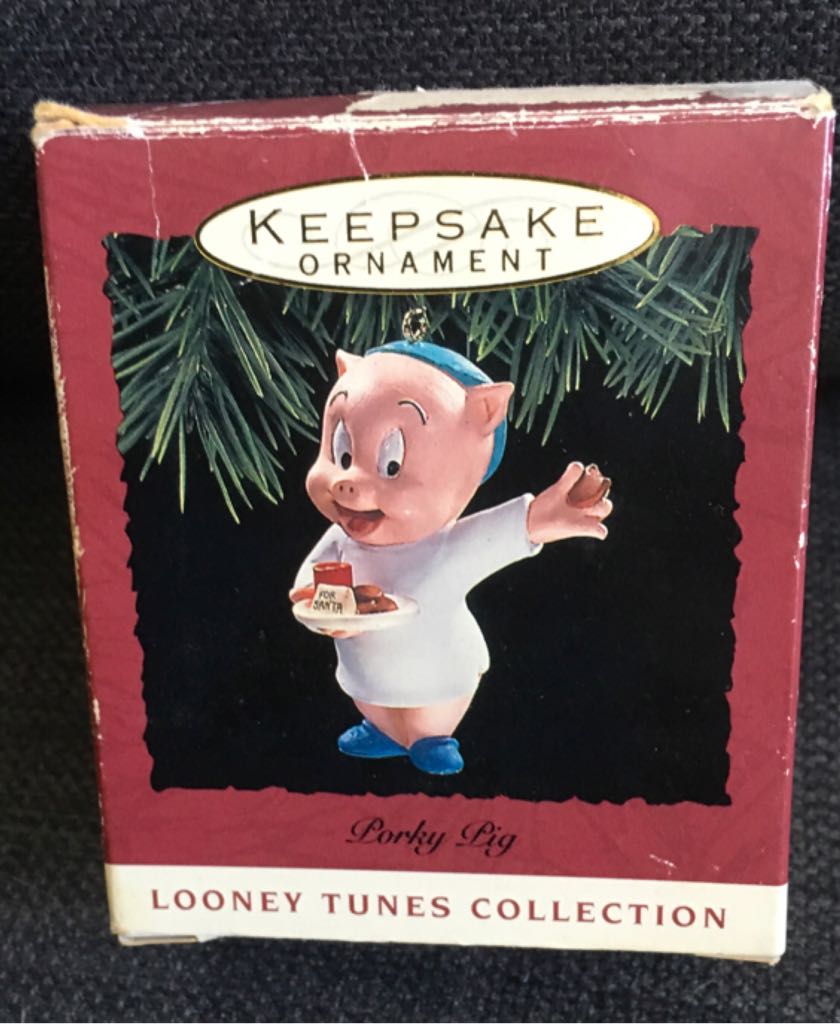 KEEPSAKE
ORNAMENT
FOR
SANTA
Porky Pig
LOONEY TUNES COLLECTION